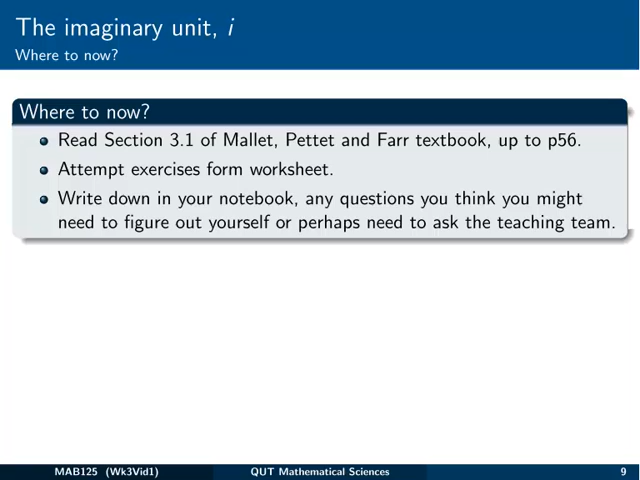 The imaginary unit, i
Where to now?
Where to now?
Read Section 3.1 of Mallet, Pettet and Farr textbook, up to p56.
Attempt exercises form worksheet.
Write down in your notebook, any questions you think you might
need to figure out yourself or perhaps need to ask the teaching team.
MAB125 (Wk3Vid1) QUT Mathematical Sciences 9